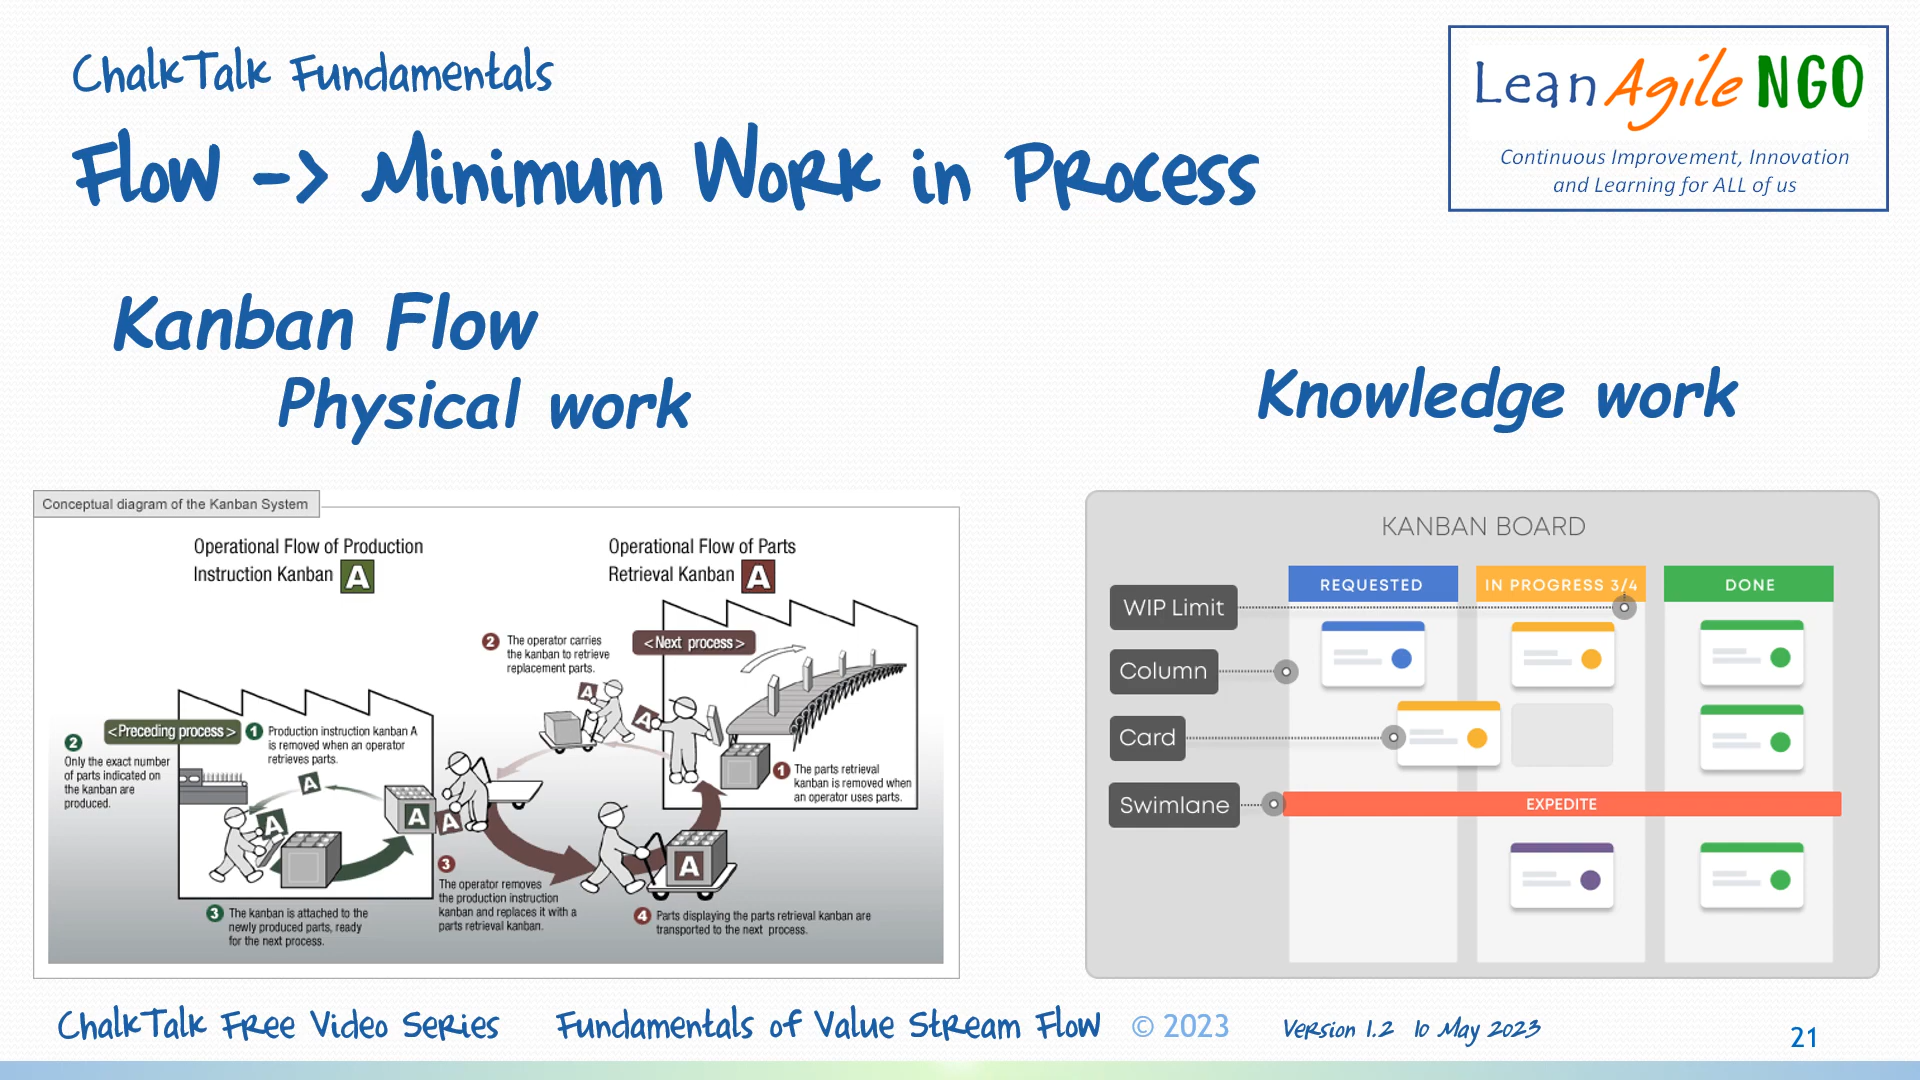 ChalkTalk Fundamentals
Flow -> Minimum Work in Process
Lean Agile NGO
Continuous Improvement, Innovation
and Learning for ALL of us
Kanban Flow
Physical work
Knowledge work
Conceptual diagram of the Kanban System
Operational Flow of Production
Instruction Kanban A
Operational Flow of Parts
Retrieval Kanban A
2 The operator carries
the kanban to retrieve
replacement parts.
<Next process>
A
A
<Preceding process>
1 Production instruction kanban A
is removed when an operator
retrieves parts.
2
Only the exact number
of parts indicated on
the kanban are
produced.
A
1 The parts retrieval
kanban is removed when
an operator uses parts.
A
A
A
A
3
The operator removes
the production instruction
kanban and replaces it with a
parts retrieval kanban.
3 The kanban is attached to the
newly produced parts, ready
for the next process.
4 Parts displaying the parts retrieval kanban are
transported to the next process.
KANBAN BOARD
REQUESTED
IN PROGRESS 3/4
DONE
WIP Limit
Column
Card
Swimlane
EXPEDITE
ChalkTalk Free Video Series Fundamentals of Value Stream Flow © 2023 Version 1.2 10 May 2023
21